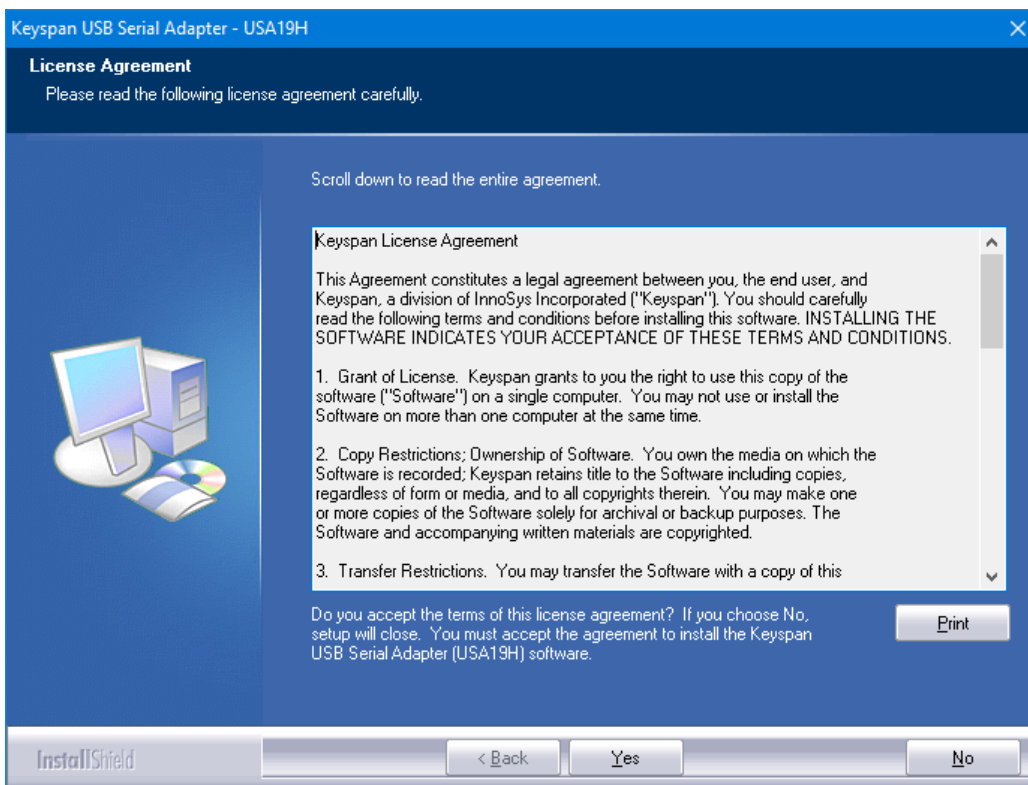 Keyspan USB Serial Adapter - USA19H
License Agreement
Please read the following license agreement carefully.
Scroll down to read the entire agreement.
Keyspan License Agreement
This Agreement constitutes a legal agreement between you, the end user, and
Keyspan, a division of InnoSys Incorporated ("Keyspan"). You should carefully
read the following terms and conditions before installing this software. INSTALLING THE
SOFTWARE INDICATES YOUR ACCEPTANCE OF THESE TERMS AND CONDITIONS.
1. Grant of License. Keyspan grants to you the right to use this copy of the
software ("Software") on a single computer. You may not use or install the
Software on more than one computer at the same time.
2. Copy Restrictions; Ownership of Software. You own the media on which the
Software is recorded; Keyspan retains title to the Software including copies,
regardless of form or media, and to all copyrights therein. You may make one
or more copies of the Software solely for archival or backup purposes. The
Software and accompanying written materials are copyrighted.
3. Transfer Restrictions. You may transfer the Software with a copy of this
Do you accept the terms of this license agreement? If you choose No,
setup will close. You must accept the agreement to install the Keyspan
USB Serial Adapter (USA19H) software.
Print
InstallShield
< Back
Yes
No